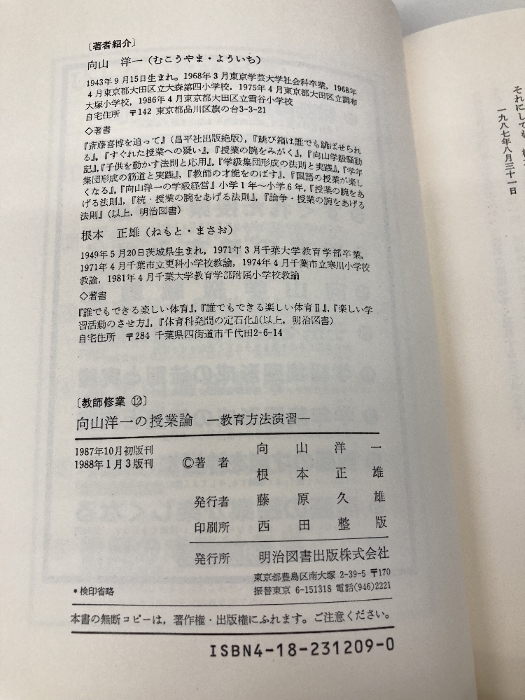 〔著者紹介〕
向山 洋一（むこうやま・よういち）
1943年9月15日生まれ。1968年3月東京学芸大学社会科卒業，1968年
4月東京都大田区立大森第四小学校，1975年4月東京都大田区立調布
大塚小学校，1986年4月東京都大田区立雪谷小学校
自宅住所 〒142 東京都品川区旗の台
◇著書
『斎藤喜博を追って』（昌平社出版絶版），『跳び箱は誰でも跳ばせられ
る』，『すぐれた授業への疑い』，『授業の腕をみがく』，『向山学級騒動
記』，『子供を動かす法則と応用』，『学級集団形成の法則と実践』，『学年
集団形成の筋道と実践』，『教師の才能をのばす』，『国語の授業が楽し
くなる』，『向山洋一の学級経営』小学1年〜小学6年，『授業の腕をあ
げる法則』，『続・授業の腕をあげる法則』，『論争・授業の腕をあげる
法則』（以上，明治図書）
根本 正雄（ねもと・まさお）
1949年5月20日茨城県生まれ，1971年3月千葉大学教育学部卒業。
1971年4月千葉市立更科小学校教諭，1974年4月千葉市立寒川小学校
教諭，1981年4月千葉大学教育学部附属小学校教諭
◇著書
『誰でもできる楽しい体育』，『誰でもできる楽しい体育Ⅱ』，『楽しい学
習活動のさせ方』，『体育科発問の定石化』（以上，明治図書）
自宅住所 〒284 千葉県四街道市千代田2-6-14
〔教師修業 ⑫〕
向山洋一の授業論 ―教育方法演習―
1987年10月初版刊
1988年1月3版刊
Ⓒ著者 向山洋一
根本正雄
発行者 藤原久雄
印刷所 西田整版
発行所 明治図書出版株式会社
東京都豊島区南大塚 2-39-5 〒170
振替東京 6-151318 電話(946)2221
＊検印省略
本書の無断コピーは，著作権・出版権にふれます。ご注意ください。
ISBN4-18-231209-0
それにして
一九八七年八月三十一日